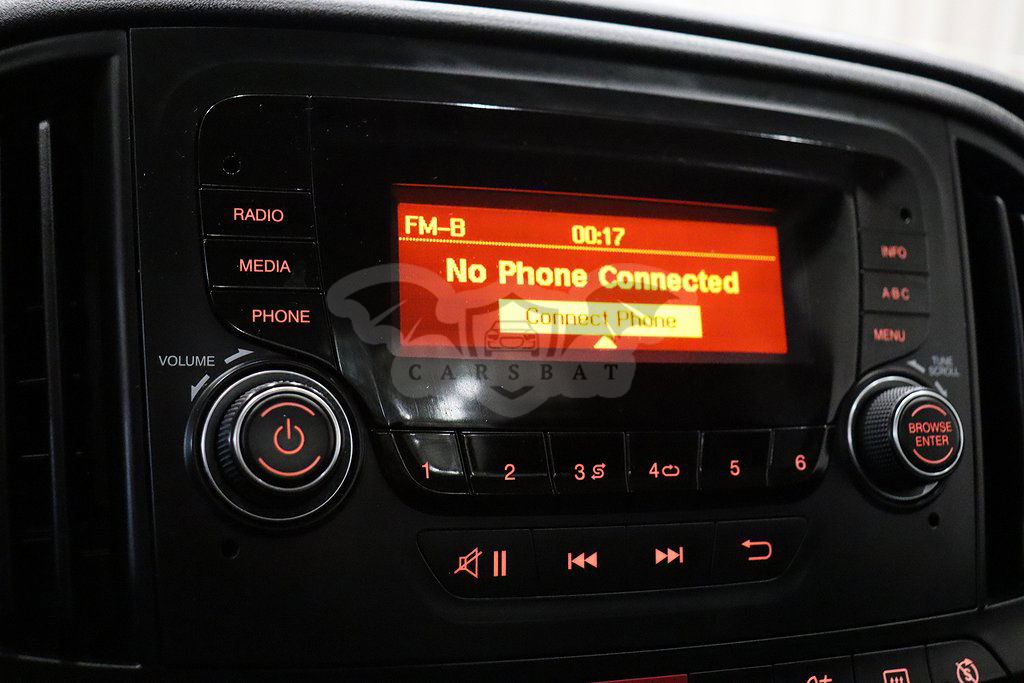 RADIO
MEDIA
PHONE
VOLUME
FM-B 00:17
No Phone Connected
Connect Phone
CARSBAT
INFO
ABC
MENU
TUNE
SCROLL
BROWSE
ENTER
1 2 3 4 5 6